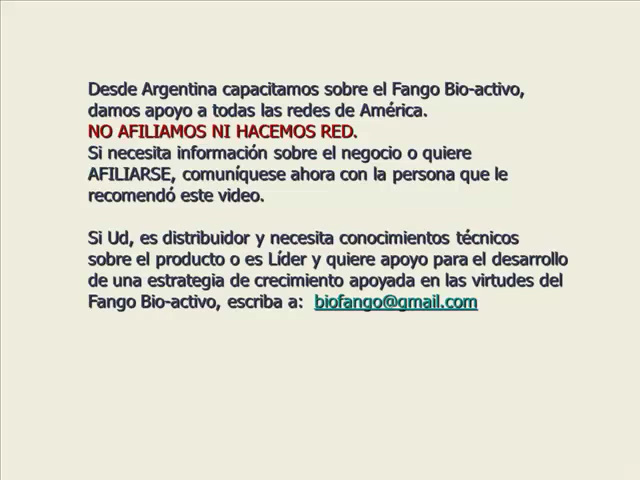 Desde Argentina capacitamos sobre el Fango Bio-activo,
damos apoyo a todas las redes de América.
NO AFILIAMOS NI HACEMOS RED.
Si necesita información sobre el negocio o quiere
AFILIARSE, comuníquese ahora con la persona que le
recomendó este video.
Si Ud, es distribuidor y necesita conocimientos técnicos
sobre el producto o es Líder y quiere apoyo para el desarrollo
de una estrategia de crecimiento apoyada en las virtudes del
Fango Bio-activo, escriba a: biofango@gmail.com